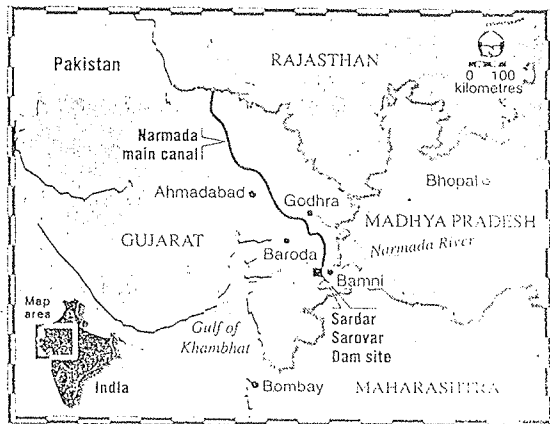 Pakistan
RAJASTHAN
0 100
kilometres
Narmada
main canal
Ahmadabad
Godhra
Bhopal
MADHYA PRADESH
GUJARAT
Baroda
Narmada River
Bamni
Map
area
Gulf of
Khambhat
Sardar
Sarovar
Dam site
India
Bombay
MAHARASHTRA